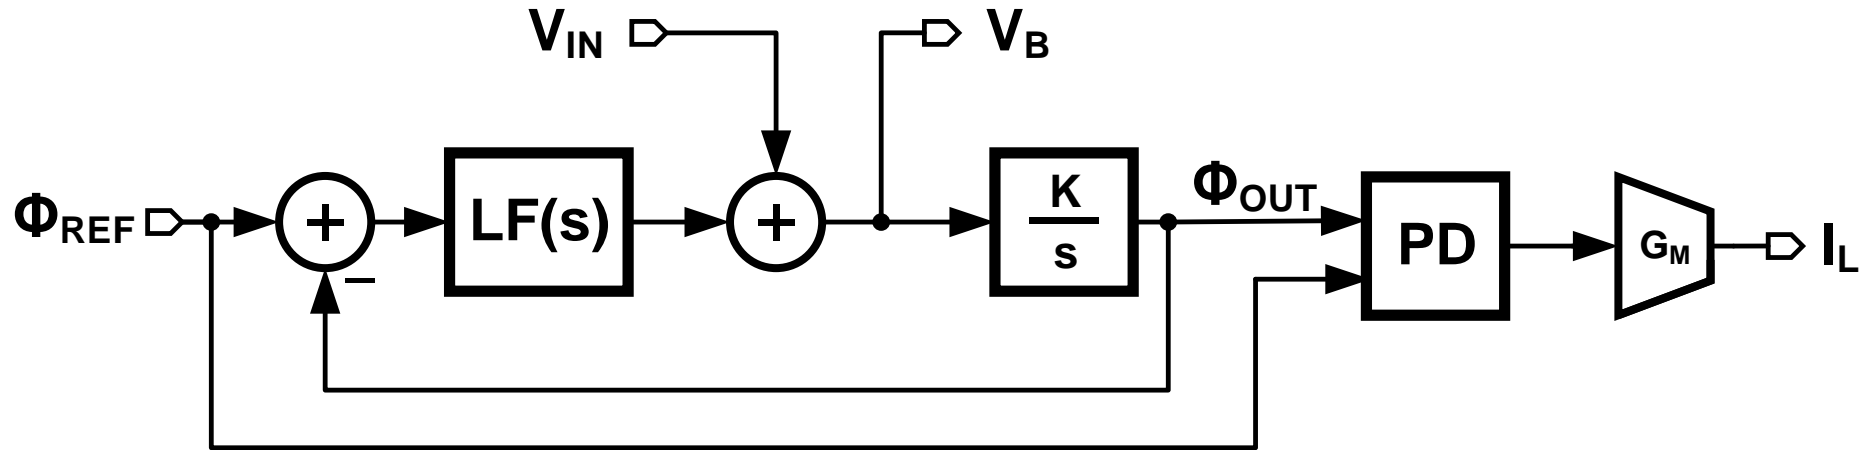 V_IN
V_B
Φ_REF
+
−
LF(s)
+
K
s
Φ_OUT
PD
G_M
I_L